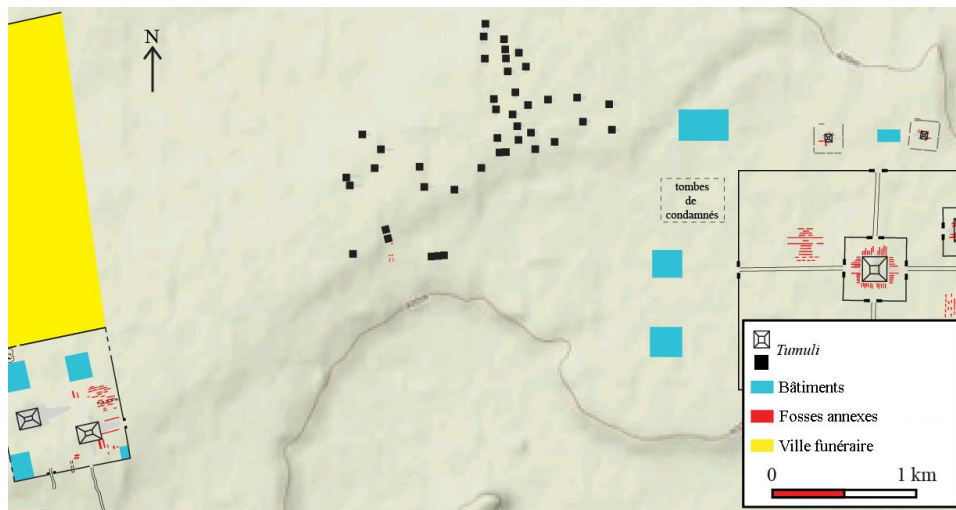 N
tombes
de
condamnés
Tumuli
Bâtiments
Fosses annexes
Ville funéraire
0 1 km